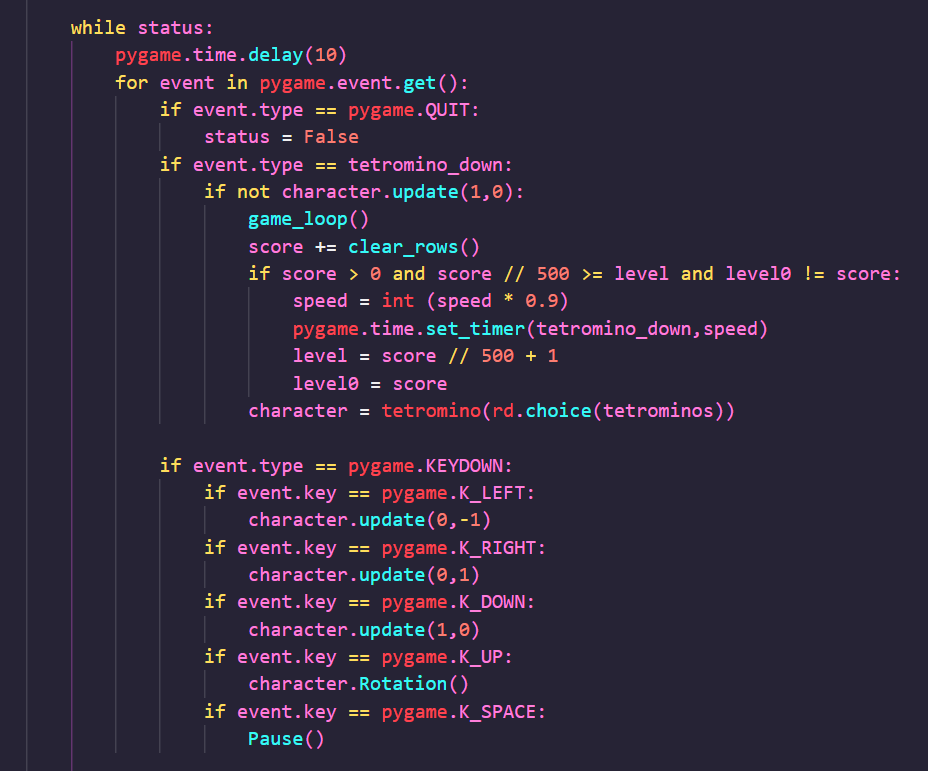 while status:
    pygame.time.delay(10)
    for event in pygame.event.get():
        if event.type == pygame.QUIT:
            status = False
        if event.type == tetromino_down:
            if not character.update(1,0):
                game_loop()
                score += clear_rows()
                if score > 0 and score // 500 >= level and level0 != score:
                    speed = int (speed * 0.9)
                    pygame.time.set_timer(tetromino_down,speed)
                    level = score // 500 + 1
                    level0 = score
                character = tetromino(rd.choice(tetrominos))

        if event.type == pygame.KEYDOWN:
            if event.key == pygame.K_LEFT:
                character.update(0,-1)
            if event.key == pygame.K_RIGHT:
                character.update(0,1)
            if event.key == pygame.K_DOWN:
                character.update(1,0)
            if event.key == pygame.K_UP:
                character.Rotation()
            if event.key == pygame.K_SPACE:
                Pause()